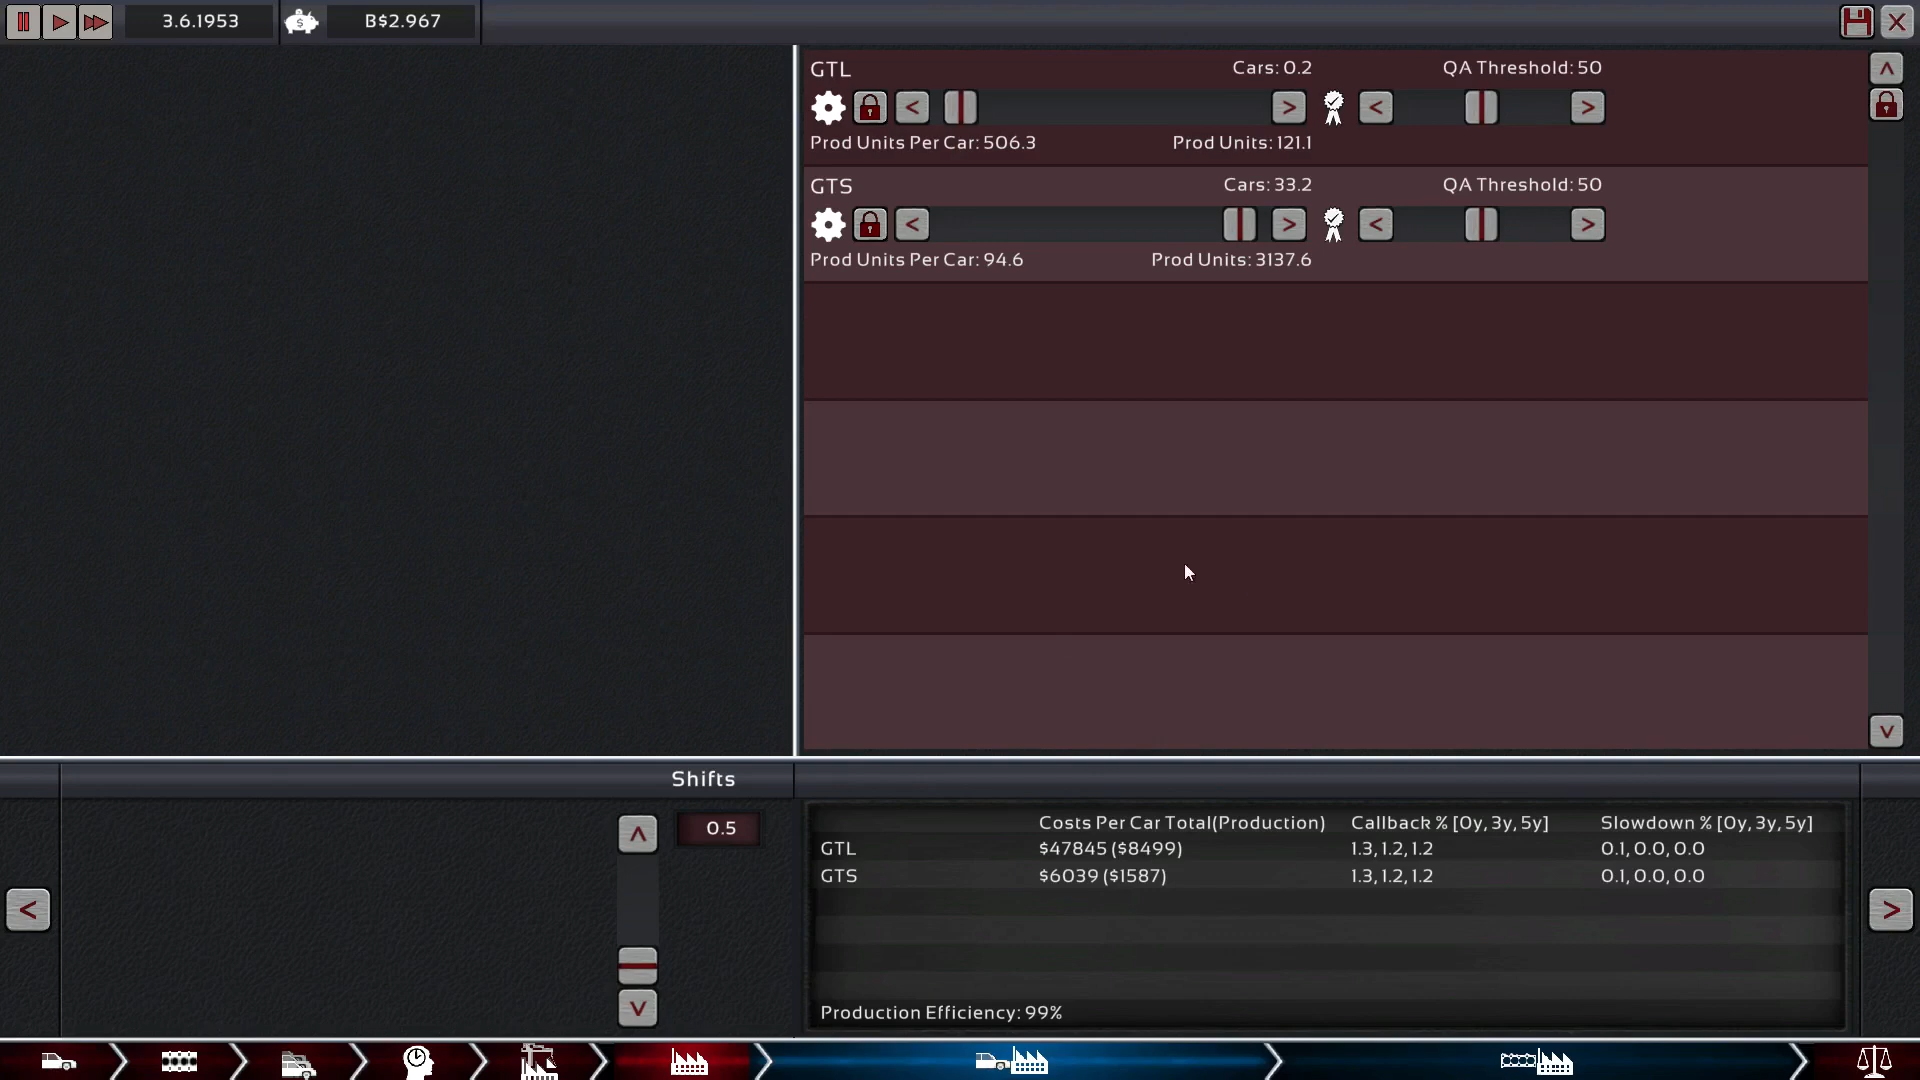 3.6.1953
B$2.967
GTL
Cars: 0.2
QA Threshold: 50
Prod Units Per Car: 506.3
Prod Units: 121.1
GTS
Cars: 33.2
QA Threshold: 50
Prod Units Per Car: 94.6
Prod Units: 3137.6
Shifts
0.5
Costs Per Car Total(Production)
Callback % [0y, 3y, 5y]
Slowdown % [0y, 3y, 5y]
GTL
$47845 ($8499)
1.3, 1.2, 1.2
0.1, 0.0, 0.0
GTS
$6039 ($1587)
1.3, 1.2, 1.2
0.1, 0.0, 0.0
Production Efficiency: 99%